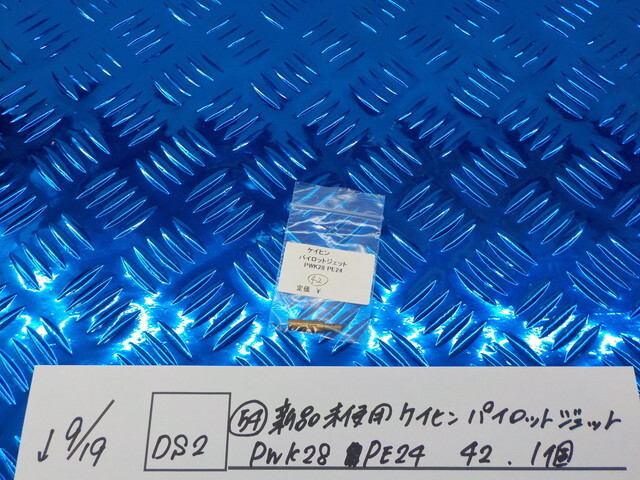 ケイヒン
パイロットジェット
PWK28 PE24
42
定価 ¥
↓9/19
DS2
54 新品未使用 ケイヒン パイロットジェット
PWK28 PE24 42. 1個